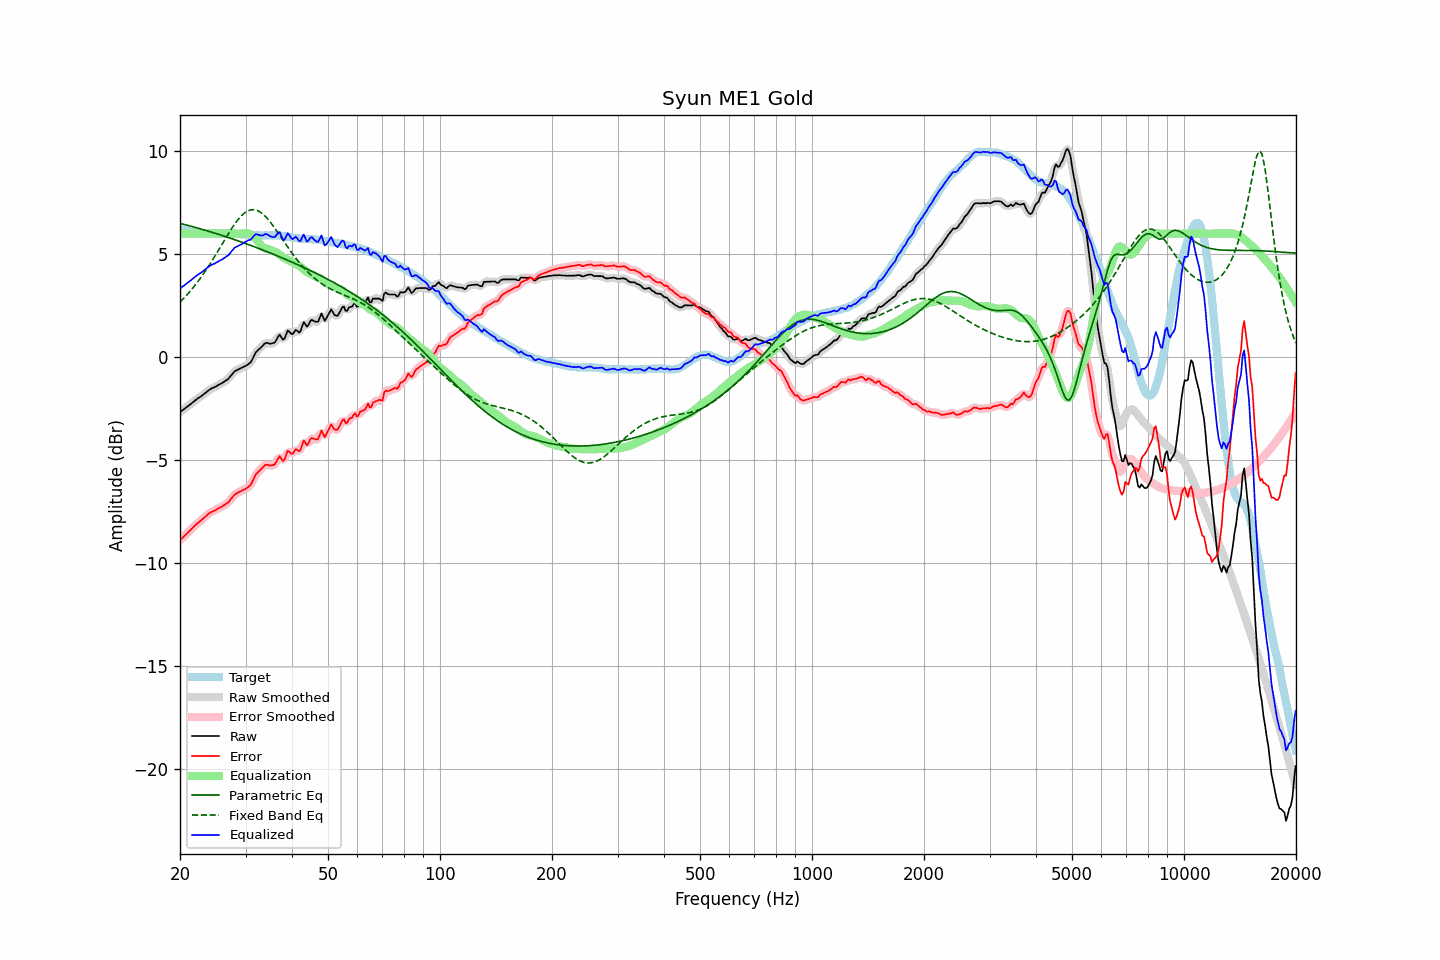 Syun ME1 Gold
10
5
0
−5
−10
−15
−20
Amplitude (dBr)
Target
Raw Smoothed
Error Smoothed
Raw
Error
Equalization
Parametric Eq
Fixed Band Eq
Equalized
20
50
100
200
500
1000
2000
5000
10000
20000
Frequency (Hz)